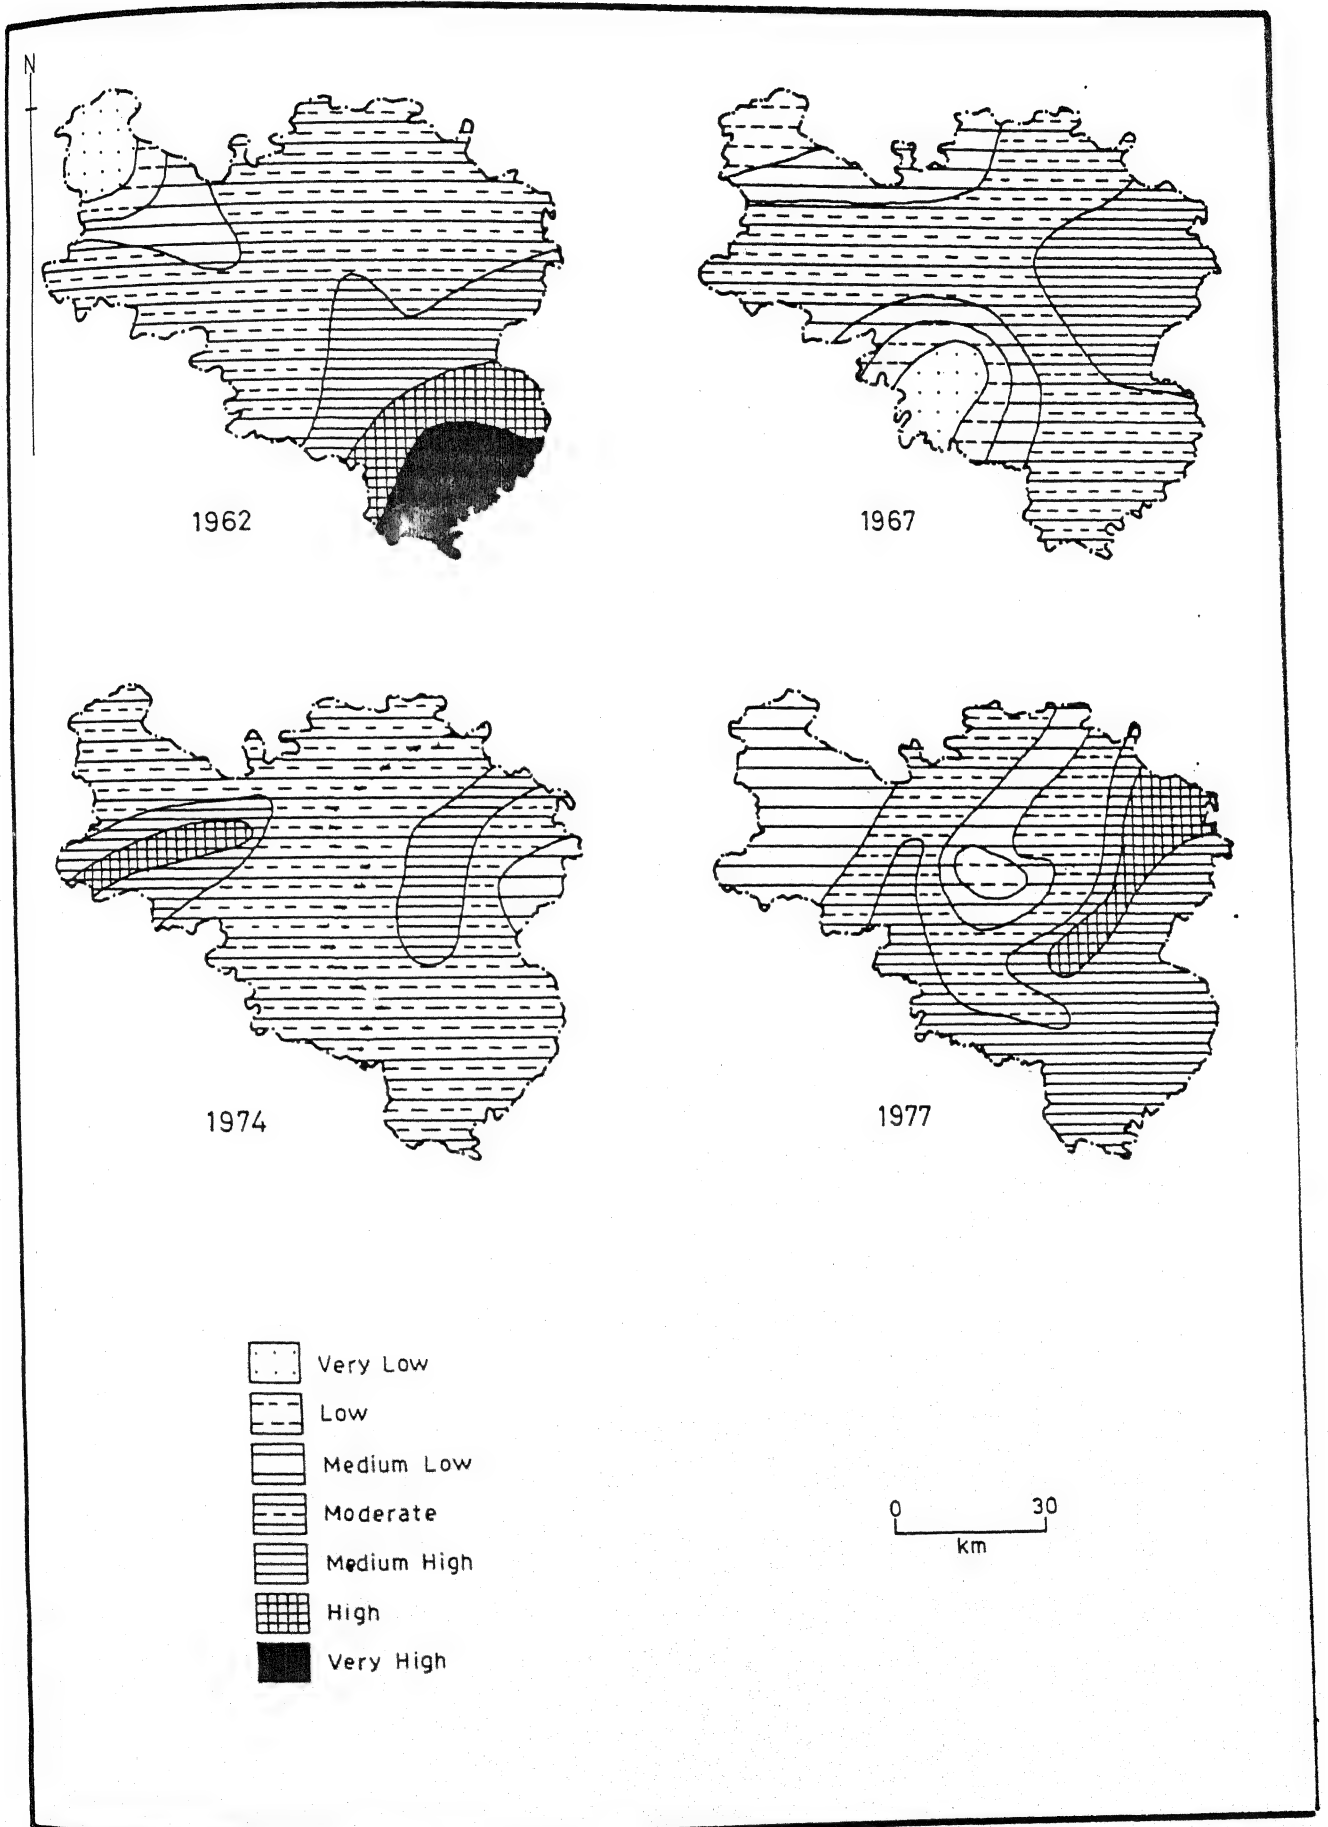 N
1962
1967
1974
1977
Very Low
Low
Medium Low
Moderate
Medium High
High
Very High
0 30
km